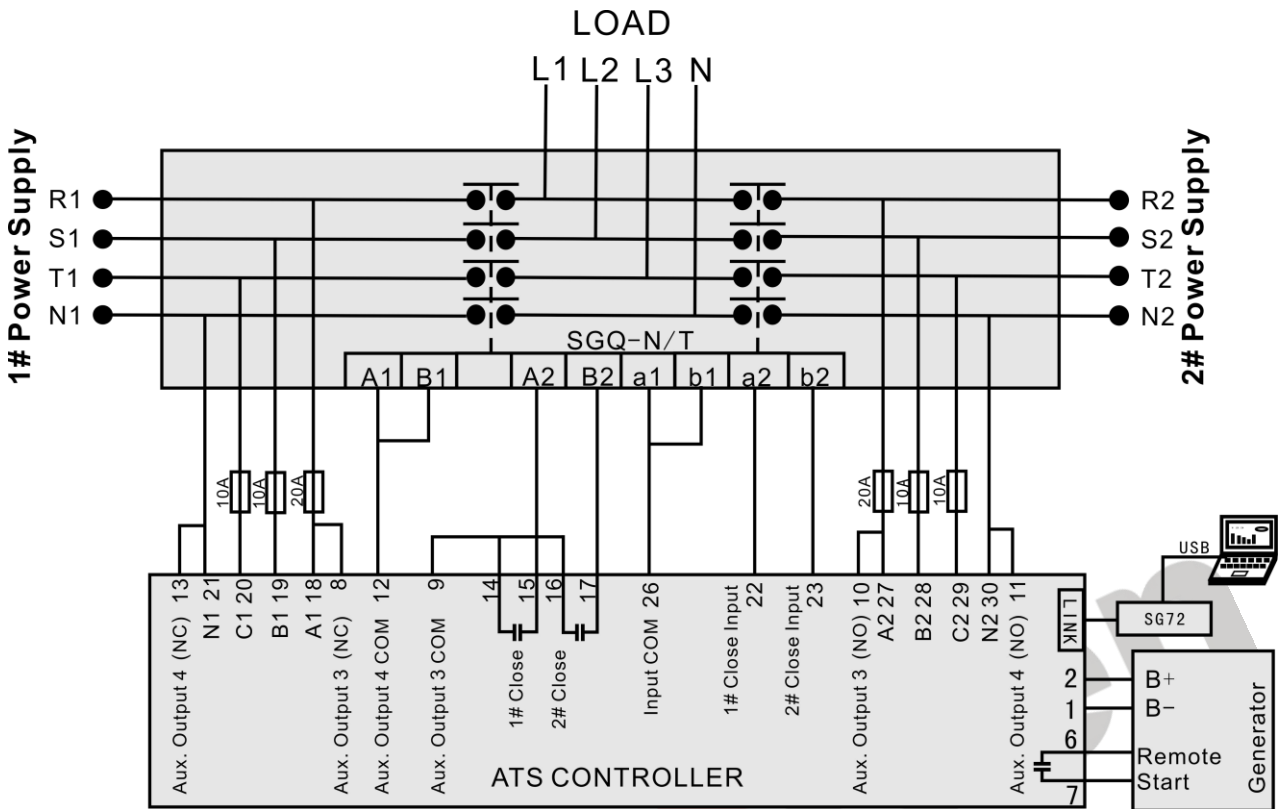 LOAD
L1 L2 L3 N
1# Power Supply
R1
S1
T1
N1
2# Power Supply
R2
S2
T2
N2
SGQ-N/T
A1 B1 A2 B2 a1 b1 a2 b2
10A
10A
20A
20A
10A
10A
Aux. Output 4 (NC) 13
N1 21
C1 20
B1 19
A1 18
Aux. Output 3 (NC) 8
Aux. Output 4 COM 12
Aux. Output 3 COM 9
14
1# Close 15
16
2# Close 17
Input COM 26
1# Close Input 22
2# Close Input 23
Aux. Output 3 (NO) 10
A2 27
B2 28
C2 29
N2 30
Aux. Output 4 (NO) 11
LINK
USB
SG72
2 B+
1 B-
6 Remote
7 Start
Generator
ATS CONTROLLER